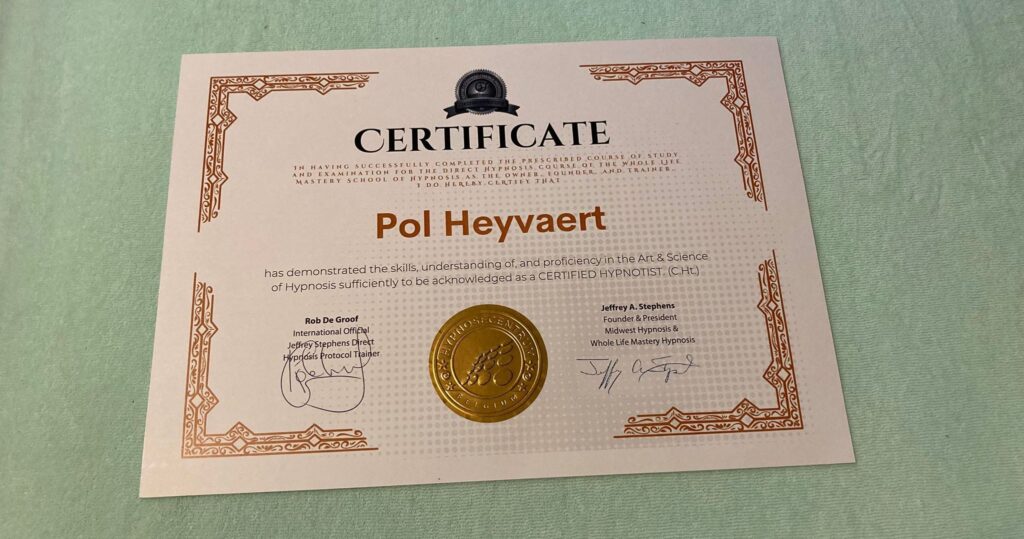 CERTIFICATE
IN HAVING SUCCESSFULLY COMPLETED THE PRESCRIBED COURSE OF STUDY
AND EXAMINATION FOR THE DIRECT HYPNOSIS COURSE OF THE WHOLE LIFE
MASTERY SCHOOL OF HYPNOSIS AS THE OWNER, FOUNDER, AND TRAINER,
I DO HEREBY CERTIFY THAT
Pol Heyvaert
has demonstrated the skills, understanding of, and proficiency in the Art & Science
of Hypnosis sufficiently to be acknowledged as a CERTIFIED HYPNOTIST. (C.Ht.)
Rob De Groof
International Official
Jeffrey Stephens Direct
Hypnosis Protocol Trainer
Jeffrey A. Stephens
Founder & President
Midwest Hypnosis &
Whole Life Mastery Hypnosis
BELGIUM